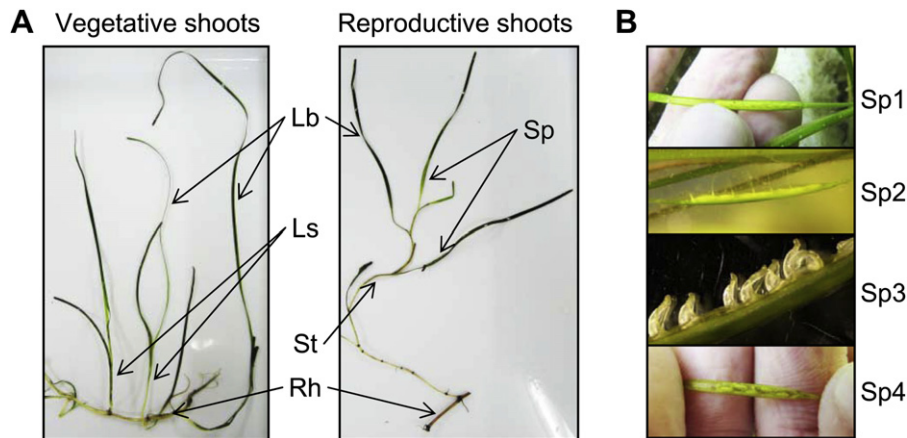 A Vegetative shoots Reproductive shoots B
Lb
Sp
Ls
St
Rh
Sp1
Sp2
Sp3
Sp4